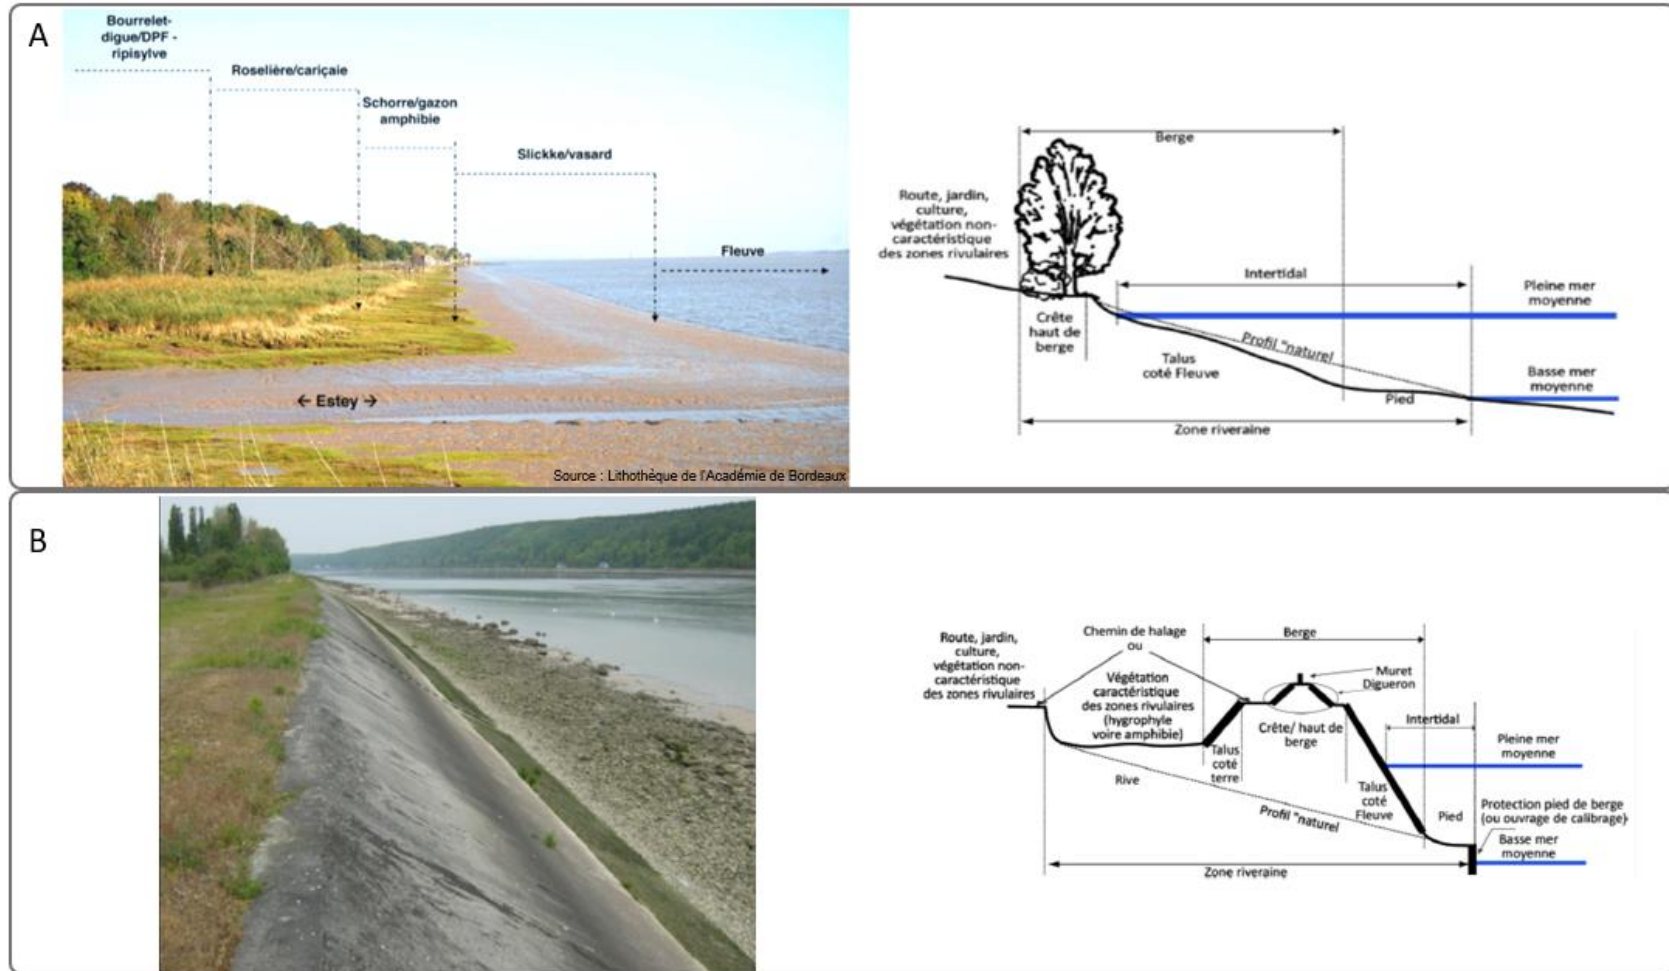 A
Bourrelet-
digue/DPF -
ripisylve
Roselière/cariçaie
Schorre/gazon
amphibie
Slickke/vasard
Fleuve
← Estey →
Source : Lithothèque de l'Académie de Bordeaux
Berge
Route, jardin,
culture,
végétation non-
caractéristique
des zones rivulaires
Intertidal
Pleine mer
moyenne
Crête
haut de
berge
Profil "naturel
Talus
coté Fleuve
Basse mer
moyenne
Pied
Zone riveraine
B
Route, jardin,
culture,
végétation non-
caractéristique
des zones rivulaires
Chemin de halage
ou
Végétation
caractéristique
des zones rivulaires
(hygrophyle
voire amphibie)
Berge
Muret
Digueron
Crête/ haut de
berge
Intertidal
Pleine mer
moyenne
Talus
coté
terre
Rive
Talus
coté
Fleuve
Profil "naturel
Pied
Protection pied de berge
(ou ouvrage de calibrage)
Basse mer
moyenne
Zone riveraine